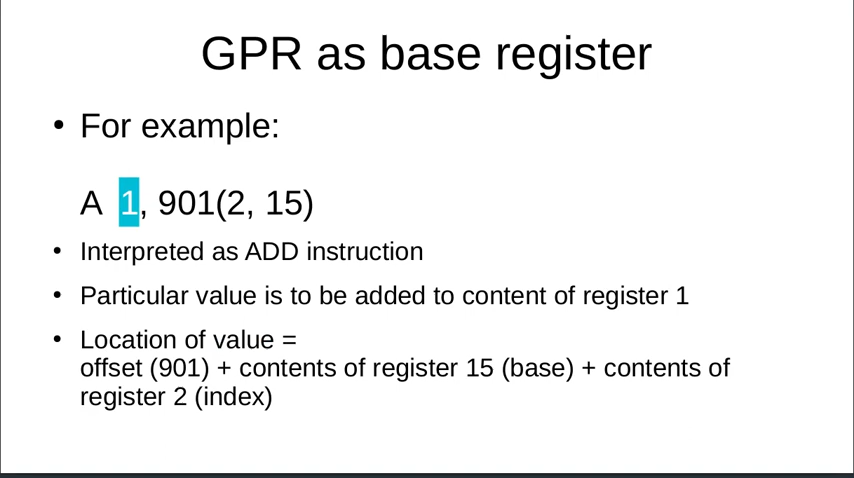 GPR as base register
• For example:
A 1, 901(2, 15)
• Interpreted as ADD instruction
• Particular value is to be added to content of register 1
• Location of value =
offset (901) + contents of register 15 (base) + contents of
register 2 (index)